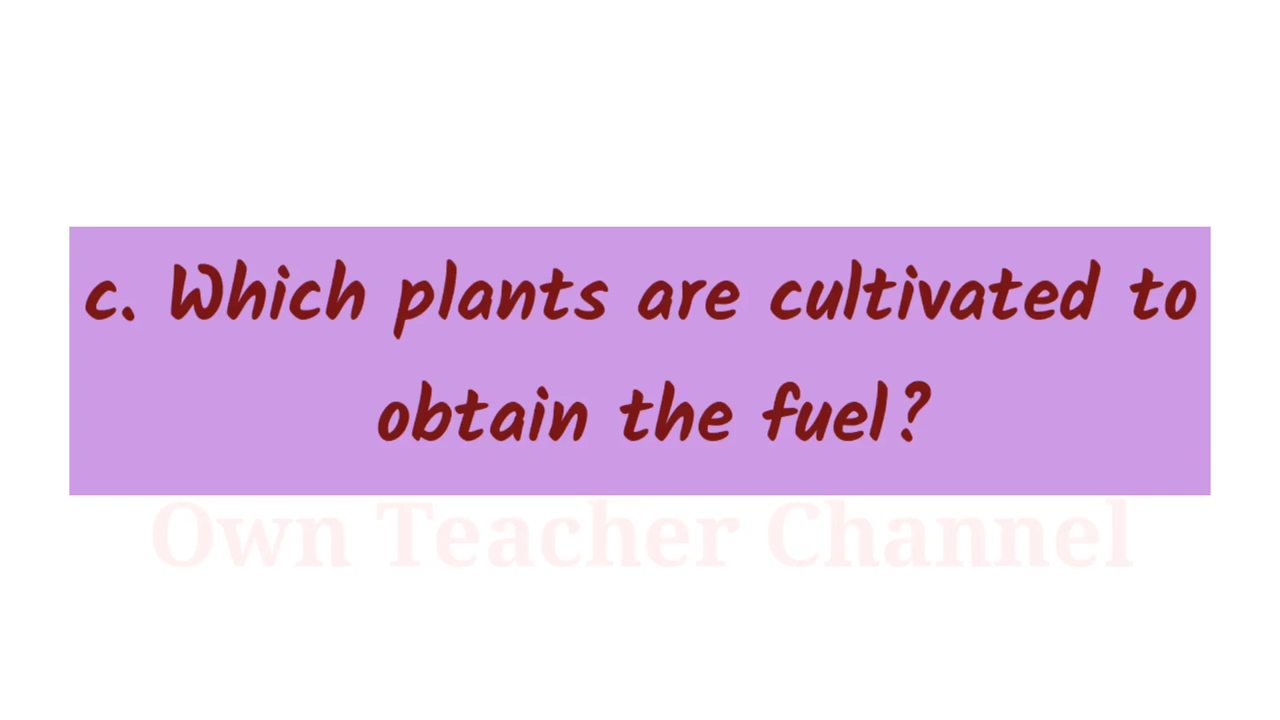 c. Which plants are cultivated to
obtain the fuel?
Own Teacher Channel